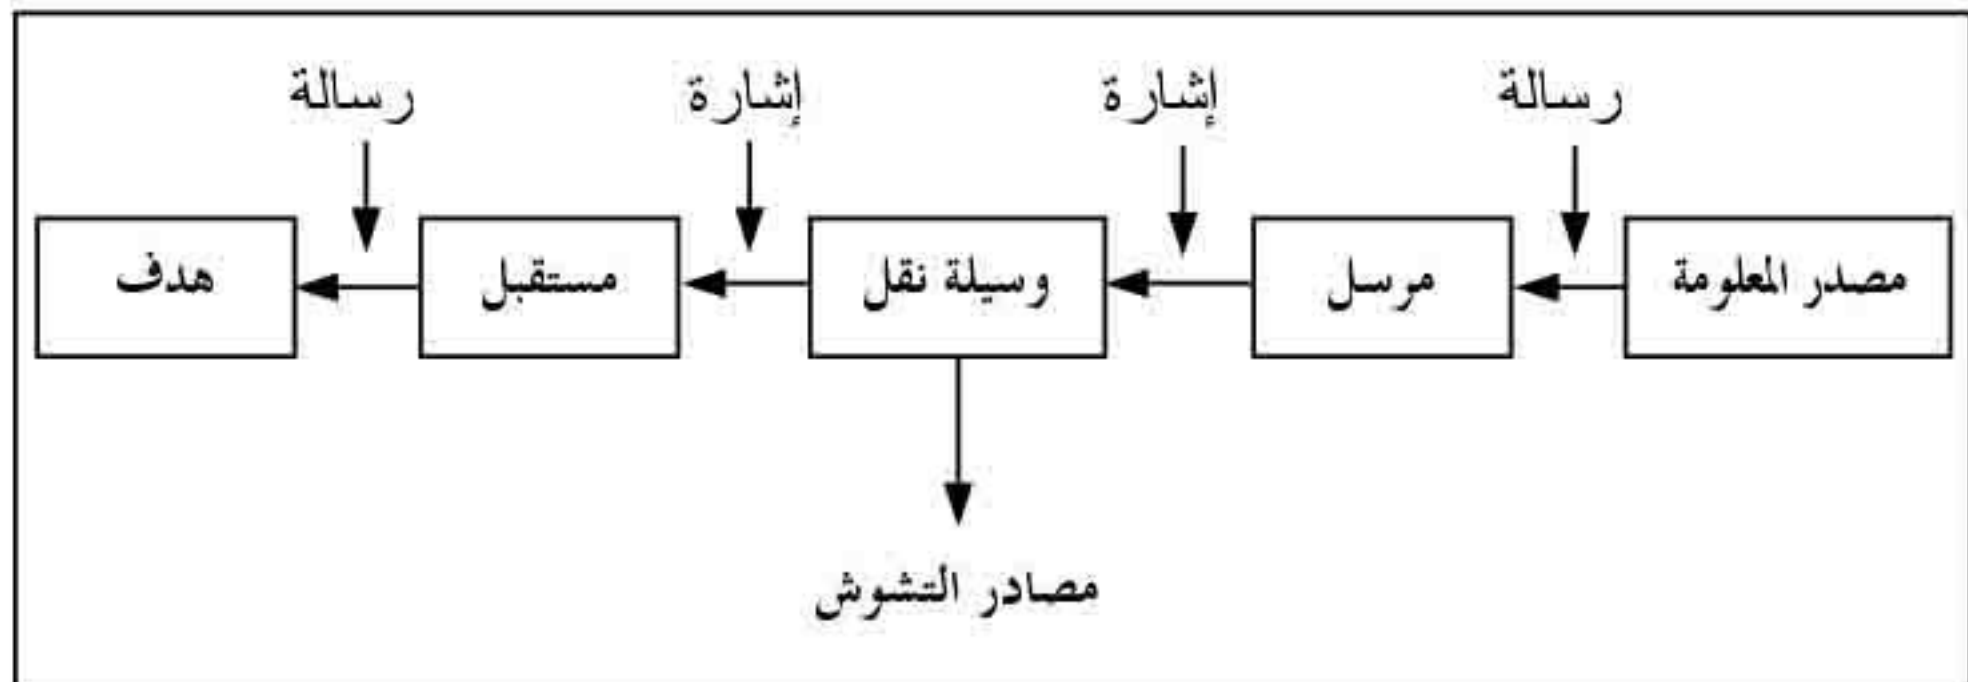 رسالة إشارة إشارة رسالة
مصدر المعلومة مرسل وسيلة نقل مستقبل هدف
مصادر التشوش